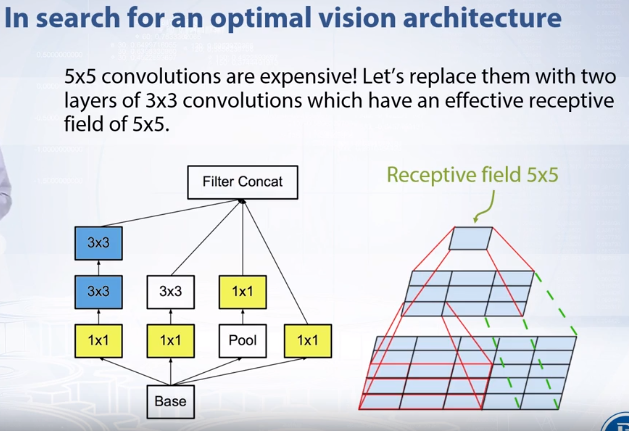 In search for an optimal vision architecture
5x5 convolutions are expensive! Let's replace them with two
layers of 3x3 convolutions which have an effective receptive
field of 5x5.
Filter Concat
Receptive field 5x5
3x3
3x3
3x3
1x1
1x1
1x1
Pool
1x1
Base